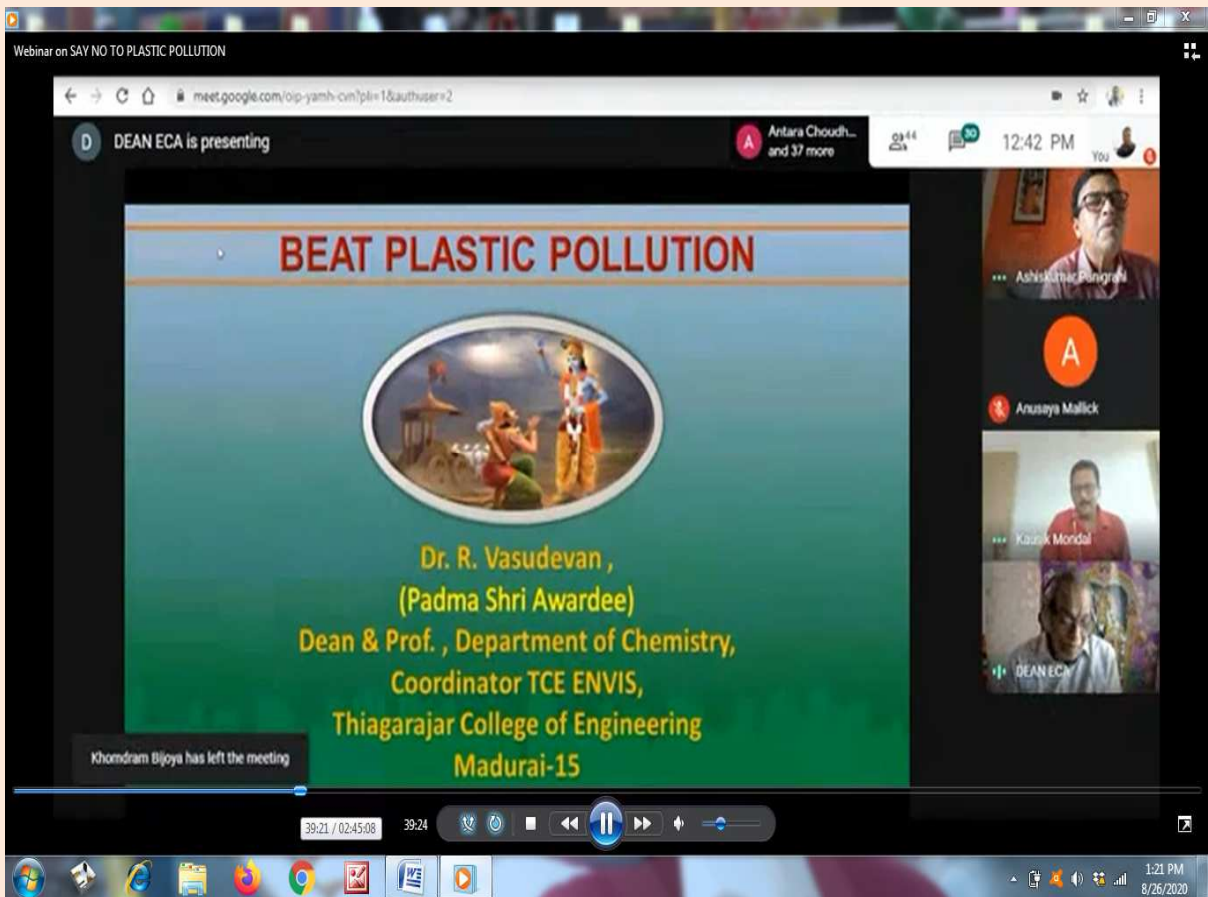 Webinar on SAY NO TO PLASTIC POLLUTION
meet.google.com/oip-yamh-cvn?pli=1&authuser=2
D DEAN ECA is presenting
A Antara Choudh...
and 37 more
44
30
12:42 PM
You
BEAT PLASTIC POLLUTION
Dr. R. Vasudevan ,
(Padma Shri Awardee)
Dean & Prof. , Department of Chemistry,
Coordinator TCE ENVIS,
Thiagarajar College of Engineering
Madurai-15
Ashiskumar Panigrahi
A
Anusaya Mallick
Kausik Mondal
DEAN ECA
Khomdram Bijoya has left the meeting
39:21 / 02:45:08
39:24
1:21 PM
8/26/2020